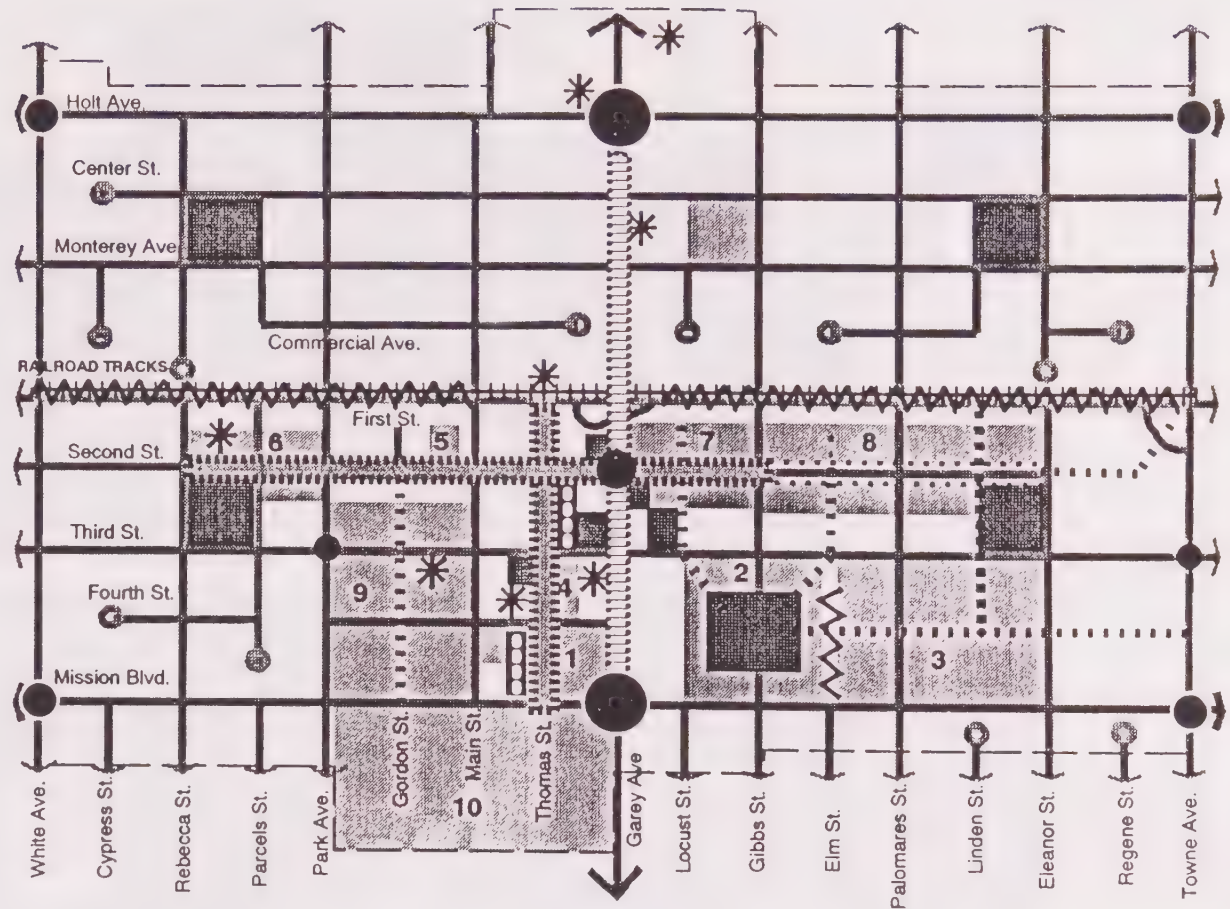 Holt Ave.
Center St.
Monterey Ave
Commercial Ave.
RAILROAD TRACKS
First St.
6
5
7
8
Second St.
Third St.
2
9
4
Fourth St.
1
3
Mission Blvd.
10
White Ave.
Cypress St.
Rebecca St.
Parcels St.
Park Ave.
Gordon St.
Main St.
Thomas St.
Garey Ave
Locust St.
Gibbs St.
Elm St.
Palomares St.
Linden St.
Eleanor St.
Regene St.
Towne Ave.